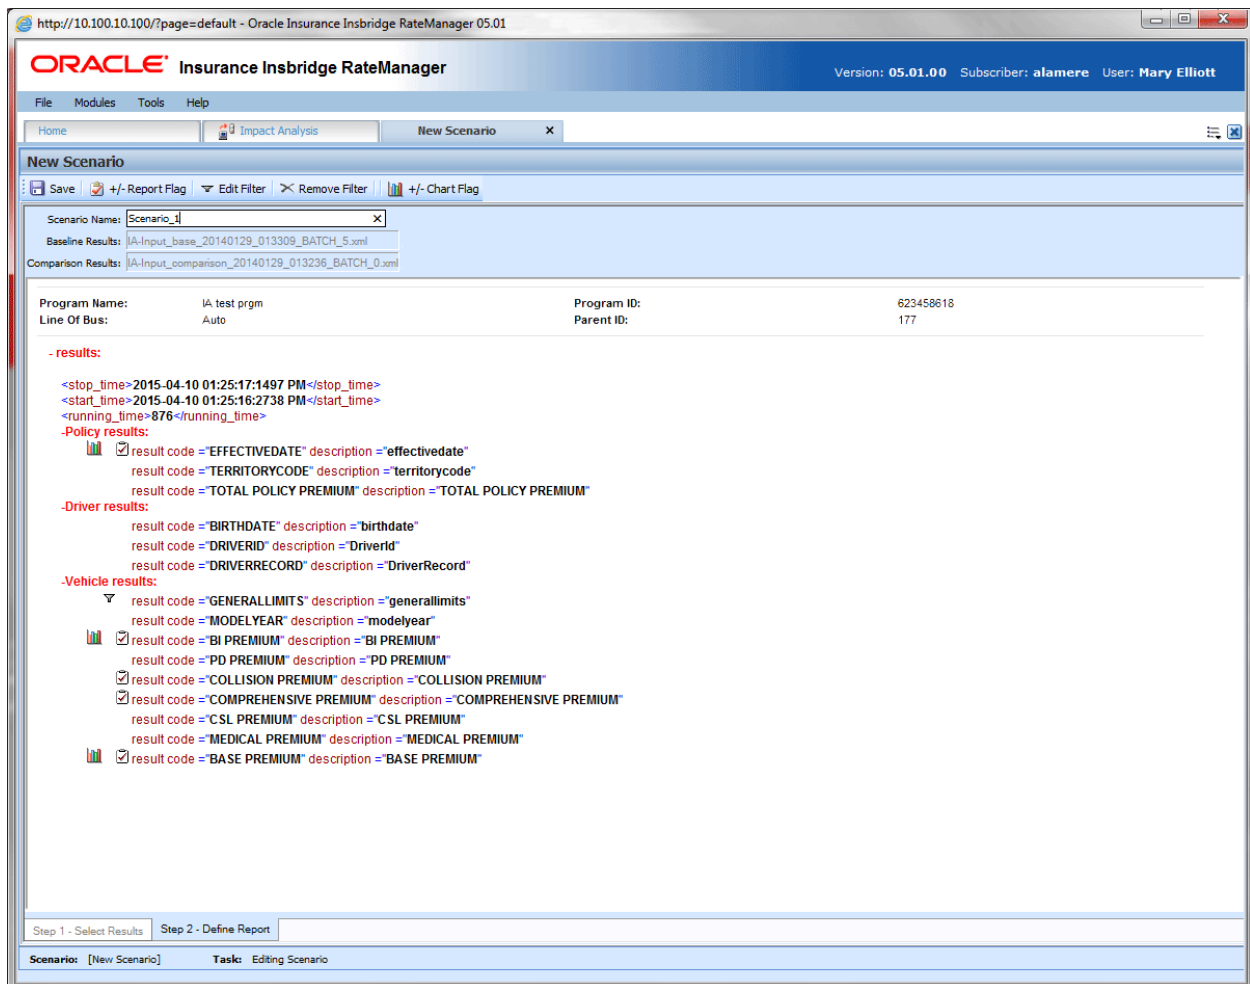 http://10.100.10.100/?page=default - Oracle Insurance Insbridge RateManager 05.01
ORACLE® Insurance Insbridge RateManager
Version: 05.01.00 Subscriber: alamere User: Mary Elliott
File Modules Tools Help
Home Impact Analysis New Scenario
New Scenario
Save +/- Report Flag Edit Filter Remove Filter +/- Chart Flag
Scenario Name: Scenario_1
Baseline Results: IA-Input_base_20140129_013309_BATCH_5.xml
Comparison Results: IA-Input_comparison_20140129_013236_BATCH_0.xml
Program Name: IA test prgm Program ID: 623458618
Line Of Bus: Auto Parent ID: 177
- results:
<stop_time>2015-04-10 01:25:17:1497 PM</stop_time>
<start_time>2015-04-10 01:25:16:2738 PM</start_time>
<running_time>876</running_time>
-Policy results:
result code ="EFFECTIVEDATE" description ="effectivedate"
result code ="TERRITORYCODE" description ="territorycode"
result code ="TOTAL POLICY PREMIUM" description ="TOTAL POLICY PREMIUM"
-Driver results:
result code ="BIRTHDATE" description ="birthdate"
result code ="DRIVERID" description ="DriverId"
result code ="DRIVERRECORD" description ="DriverRecord"
-Vehicle results:
result code ="GENERALLIMITS" description ="generallimits"
result code ="MODELYEAR" description ="modelyear"
result code ="BI PREMIUM" description ="BI PREMIUM"
result code ="PD PREMIUM" description ="PD PREMIUM"
result code ="COLLISION PREMIUM" description ="COLLISION PREMIUM"
result code ="COMPREHENSIVE PREMIUM" description ="COMPREHENSIVE PREMIUM"
result code ="CSL PREMIUM" description ="CSL PREMIUM"
result code ="MEDICAL PREMIUM" description ="MEDICAL PREMIUM"
result code ="BASE PREMIUM" description ="BASE PREMIUM"
Step 1 - Select Results Step 2 - Define Report
Scenario: [New Scenario] Task: Editing Scenario